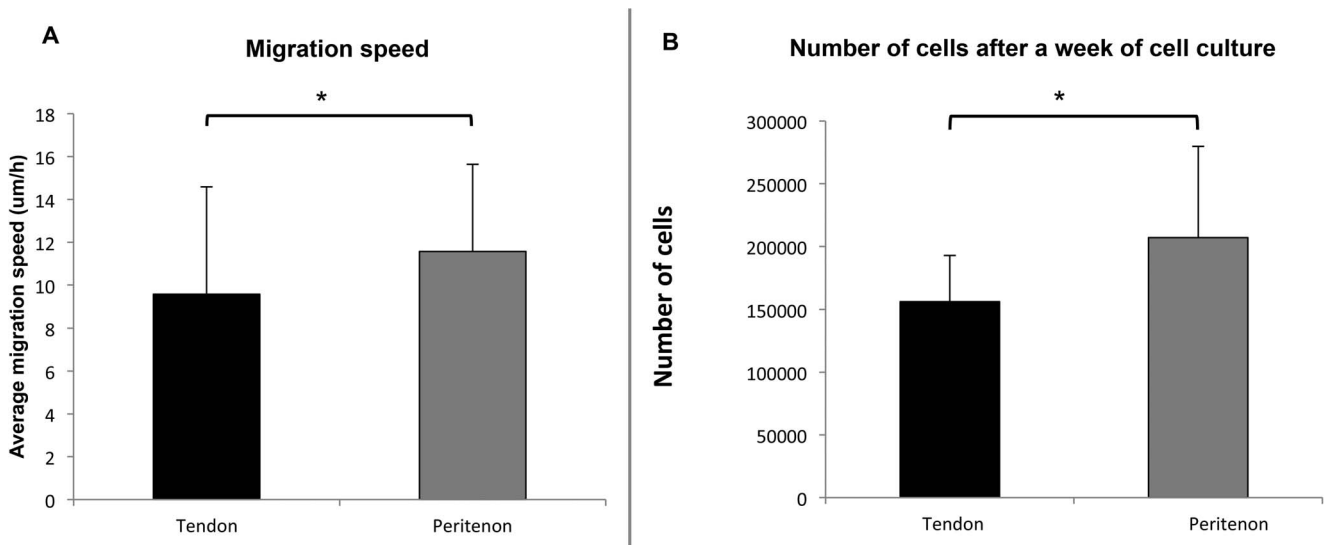 A
Migration speed
*
Average migration speed (um/h)
18
16
14
12
10
8
6
4
2
0
Tendon
Peritenon
B
Number of cells after a week of cell culture
*
Number of cells
300000
250000
200000
150000
100000
50000
0
Tendon
Peritenon